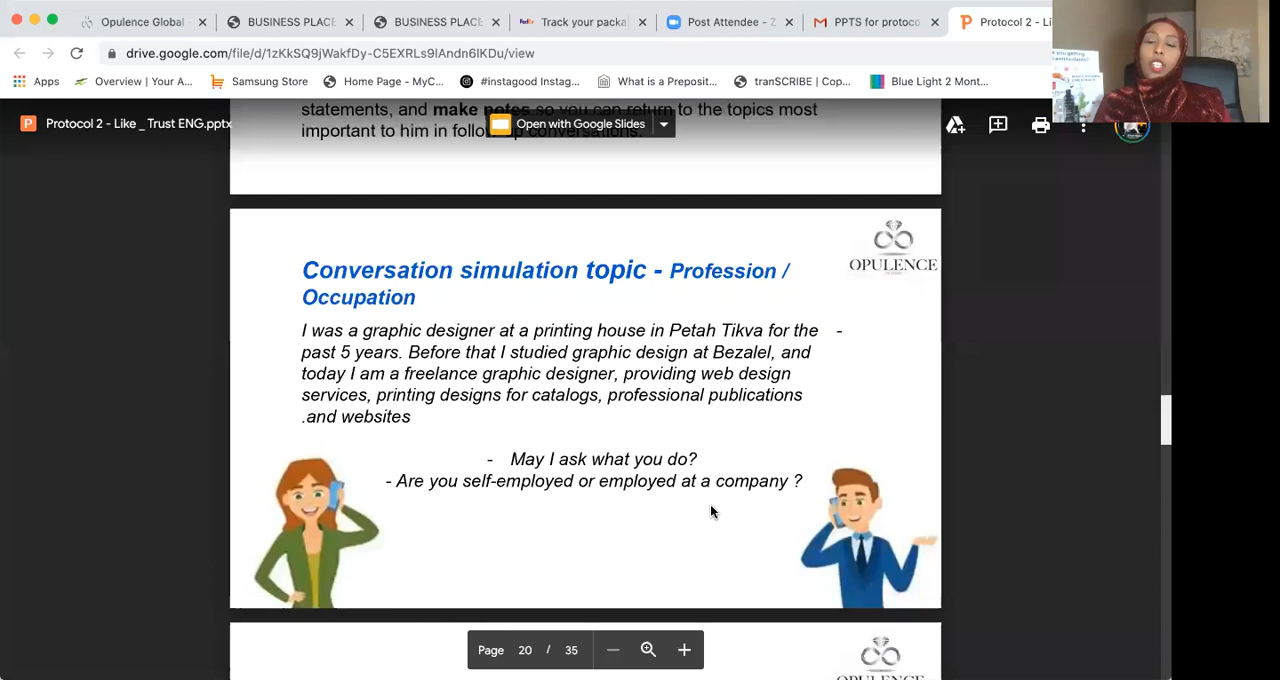 Opulence Global -
BUSINESS PLACE
BUSINESS PLACE
FedEx Track your packa
Post Attendee - Z
PPTS for protoco
Protocol 2 - Li
drive.google.com/file/d/1zKkSQ9jWakfDy-C5EXRLs9lAndn6lKDu/view
Apps
Overview | Your A...
Samsung Store
Home Page - MyC...
#instagood Instag...
What is a Preposit...
tranSCRIBE | Cop...
Blue Light 2 Mont...
statements, and make notes so you can return to the topics most
Protocol 2 - Like _ Trust ENG.pptx
Open with Google Slides
important to him in follow up conversations.
OPULENCE
Conversation simulation topic - Profession /
Occupation
I was a graphic designer at a printing house in Petah Tikva for the -
past 5 years. Before that I studied graphic design at Bezalel, and
today I am a freelance graphic designer, providing web design
services, printing designs for catalogs, professional publications
.and websites
- May I ask what you do?
- Are you self-employed or employed at a company ?
Page 20 / 35
OPULENCE